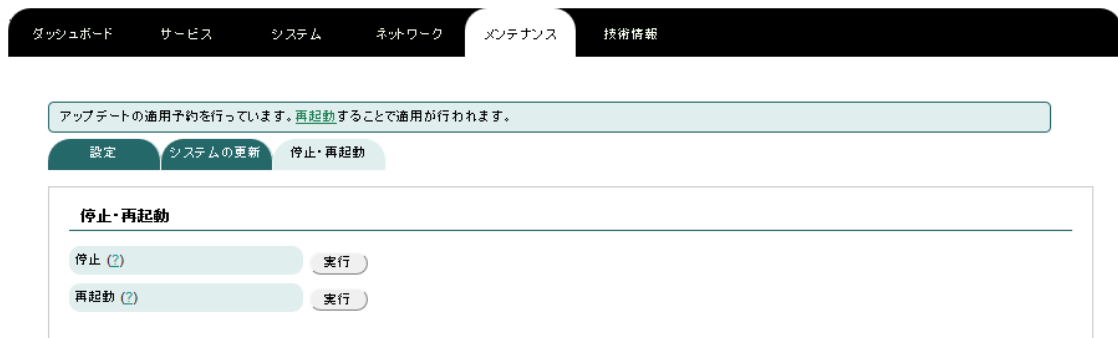 ダッシュボード サービス システム ネットワーク メンテナンス 技術情報
アップデートの適用予約を行っています。再起動することで適用が行われます。
設定 システムの更新 停止・再起動
停止・再起動
停止 (?) 実行
再起動 (?) 実行